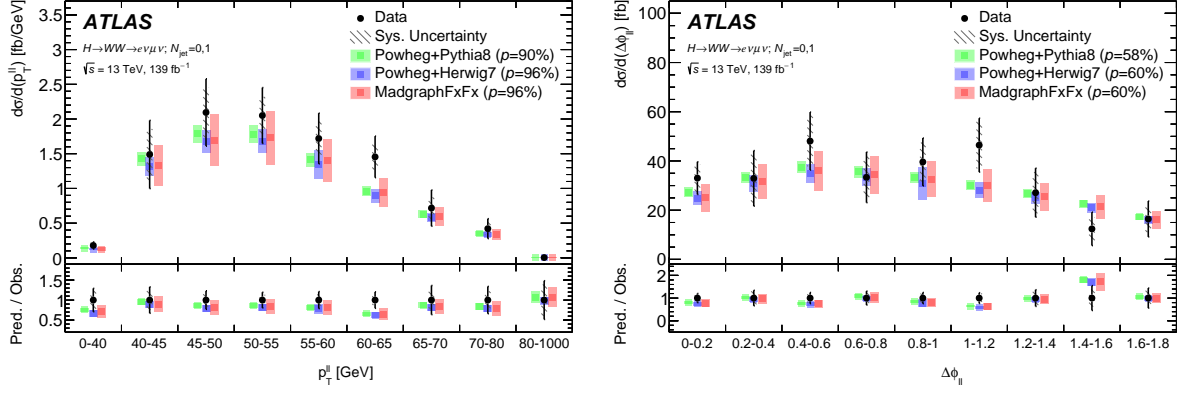 ATLAS
H→WW→eνμν; N_jet=0,1
√s = 13 TeV, 139 fb⁻¹
Data
Sys. Uncertainty
Powheg+Pythia8 (p=90%)
Powheg+Herwig7 (p=96%)
MadgraphFxFx (p=96%)
dσ/d(p_T^ll) [fb/GeV]
3.5
3
2.5
2
1.5
1
0.5
0
Pred. / Obs.
1.5
1
0.5
0-40 40-45 45-50 50-55 55-60 60-65 65-70 70-80 80-1000
p_T^ll [GeV]
ATLAS
H→WW→eνμν; N_jet=0,1
√s = 13 TeV, 139 fb⁻¹
Data
Sys. Uncertainty
Powheg+Pythia8 (p=58%)
Powheg+Herwig7 (p=60%)
MadgraphFxFx (p=60%)
dσ/d(Δϕ_ll) [fb]
100
80
60
40
20
0
Pred. / Obs.
2
1
0
0-0.2 0.2-0.4 0.4-0.6 0.6-0.8 0.8-1 1-1.2 1.2-1.4 1.4-1.6 1.6-1.8
Δϕ_ll